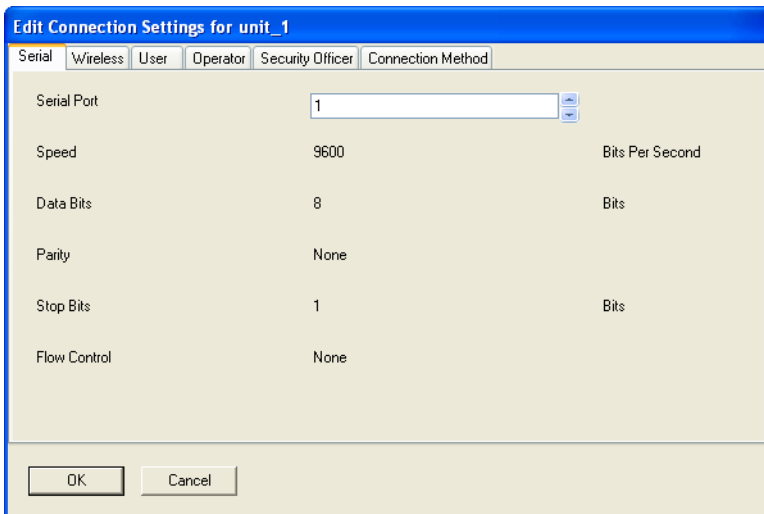 Edit Connection Settings for unit_1
Serial Wireless User Operator Security Officer Connection Method
Serial Port 1
Speed 9600 Bits Per Second
Data Bits 8 Bits
Parity None
Stop Bits 1 Bits
Flow Control None
OK Cancel